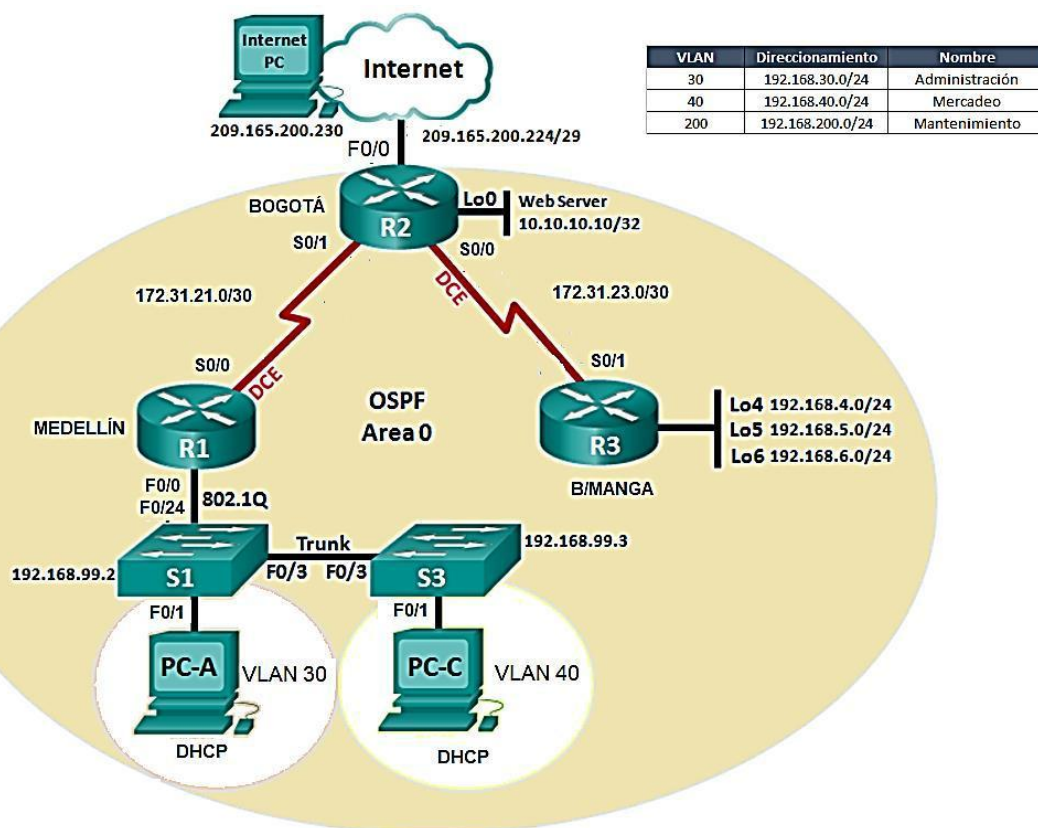 Internet
PC
Internet
209.165.200.230
209.165.200.224/29
F0/0
VLAN Direccionamiento Nombre
30 192.168.30.0/24 Administración
40 192.168.40.0/24 Mercadeo
200 192.168.200.0/24 Mantenimiento
BOGOTÁ
R2
Lo0
Web Server
10.10.10.10/32
S0/1
S0/0
DCE
172.31.21.0/30
172.31.23.0/30
S0/0
DCE
S0/1
OSPF
Area 0
MEDELLÍN
R1
R3
B/MANGA
Lo4 192.168.4.0/24
Lo5 192.168.5.0/24
Lo6 192.168.6.0/24
F0/0
F0/24
802.1Q
Trunk
192.168.99.2
S1
F0/3
F0/3
S3
192.168.99.3
F0/1
F0/1
PC-A
VLAN 30
PC-C
VLAN 40
DHCP
DHCP